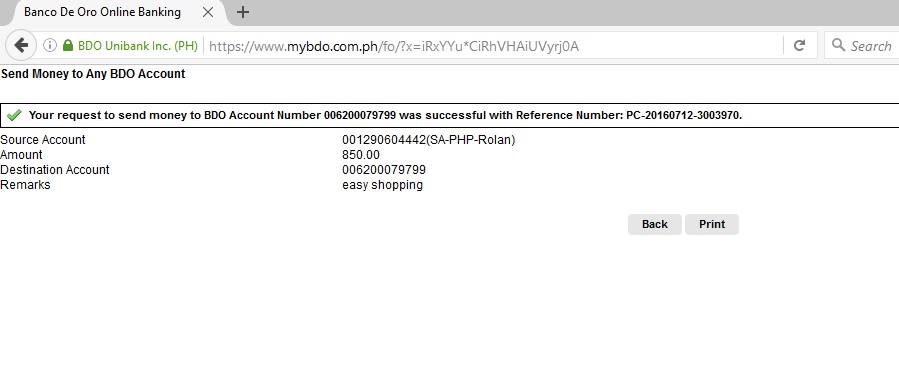 Banco De Oro Online Banking
BDO Unibank Inc. (PH) https://www.mybdo.com.ph/fo/?x=iRxYYu*CiRhVHAiUVyrj0A Search
Send Money to Any BDO Account
Your request to send money to BDO Account Number 006200079799 was successful with Reference Number: PC-20160712-3003970.
Source Account 001290604442(SA-PHP-Rolan)
Amount 850.00
Destination Account 006200079799
Remarks easy shopping
Back Print